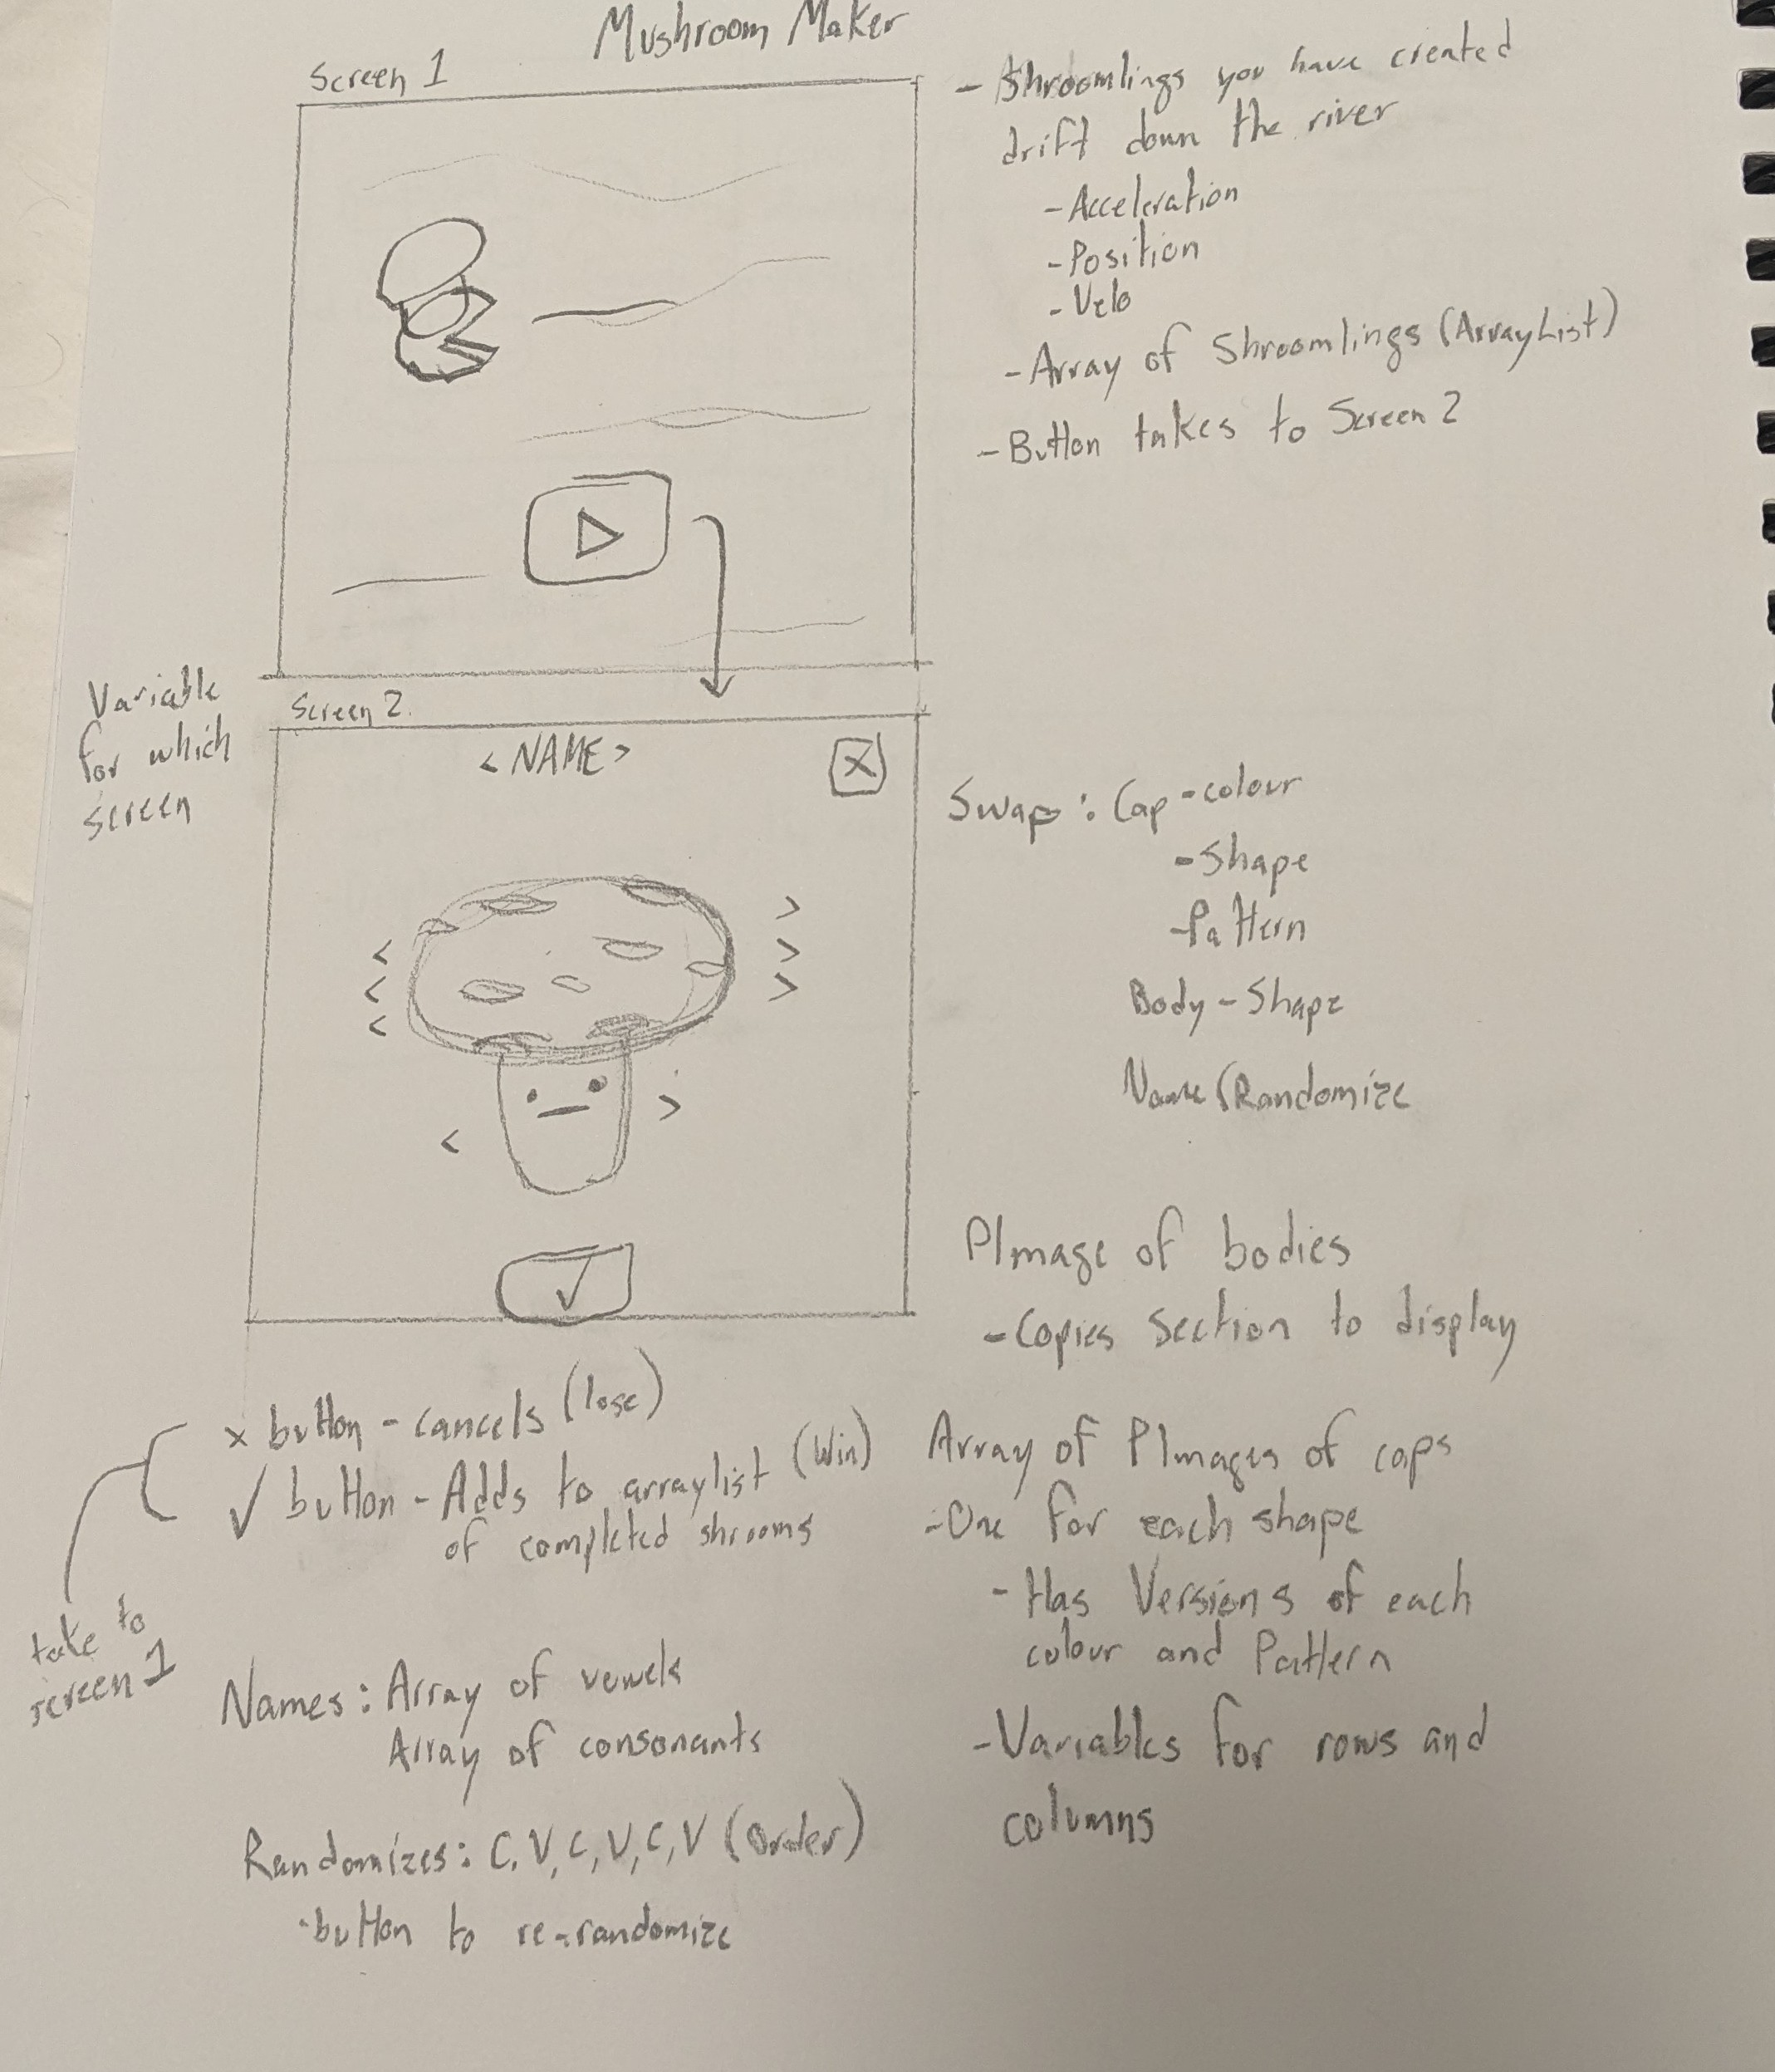 Mushroom Maker
Screen 1
- Shroomlings you have created
drift down the river
- Acceleration
- Position
- Velo
- Array of Shroomlings (ArrayList)
- Button takes to Screen 2
Variable
for which
screen
Screen 2
< NAME >
X
Swap : Cap - colour
- Shape
- Pattern
Body - Shape
Name (Randomize
< >
< >
< >
< >
✓
PImage of bodies
- Copies Section to display
x button - cancels (lose)
✓ button - Adds to arraylist (Win)
of completed shrooms
take to
screen 1
Array of PImages of caps
- One for each shape
- Has Versions of each
colour and Pattern
- Variables for rows and
columns
Names : Array of vowels
Array of consonants
Randomizes : C, V, C, V, C, V (Order)
- button to re-randomize